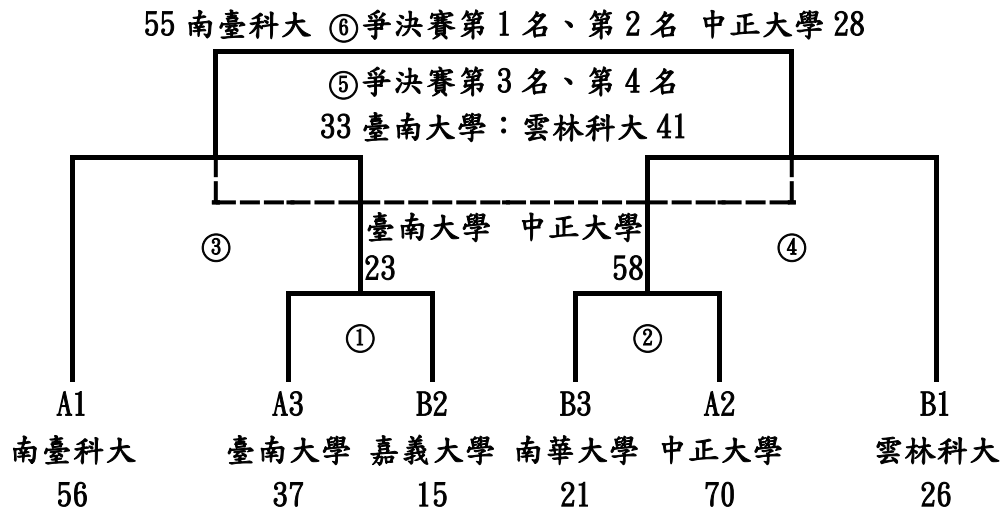 55 南臺科大 ⑥爭決賽第 1 名、第 2 名 中正大學 28
⑤爭決賽第 3 名、第 4 名
33 臺南大學：雲林科大 41
臺南大學 中正大學
③ ④
23 58
① ②
A1 A3 B2 B3 A2 B1
南臺科大 臺南大學 嘉義大學 南華大學 中正大學 雲林科大
56 37 15 21 70 26